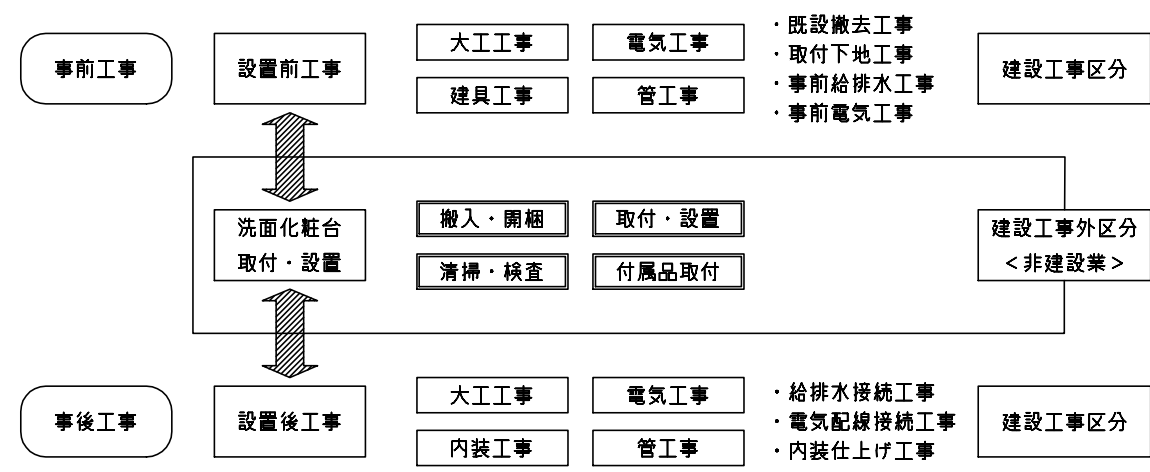 事前工事
設置前工事
大工工事
電気工事
建具工事
管工事
・既設撤去工事
・取付下地工事
・事前給排水工事
・事前電気工事
建設工事区分
洗面化粧台
取付・設置
搬入・開梱
取付・設置
清掃・検査
付属品取付
建設工事外区分
＜非建設業＞
事後工事
設置後工事
大工工事
電気工事
内装工事
管工事
・給排水接続工事
・電気配線接続工事
・内装仕上げ工事
建設工事区分